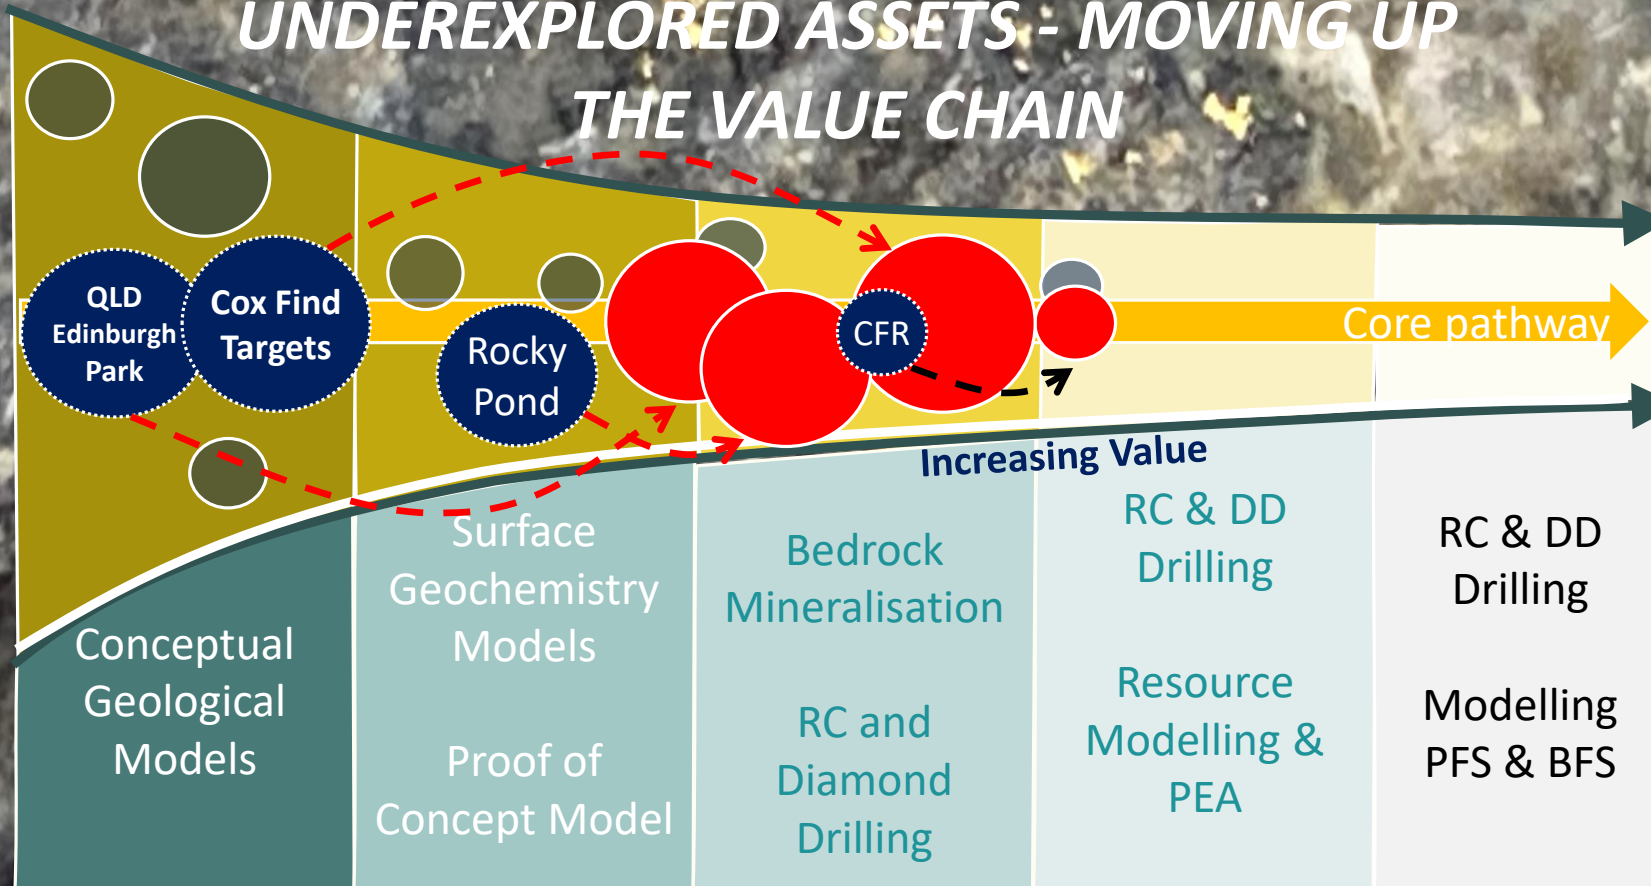 UNDEREXPLORED ASSETS - MOVING UP
THE VALUE CHAIN
QLD
Edinburgh
Park
Cox Find
Targets
Rocky
Pond
CFR
Core pathway
Increasing Value
Conceptual
Geological
Models
Surface
Geochemistry
Models
Proof of
Concept Model
Bedrock
Mineralisation
RC and
Diamond
Drilling
RC & DD
Drilling
Resource
Modelling &
PEA
RC & DD
Drilling
Modelling
PFS & BFS